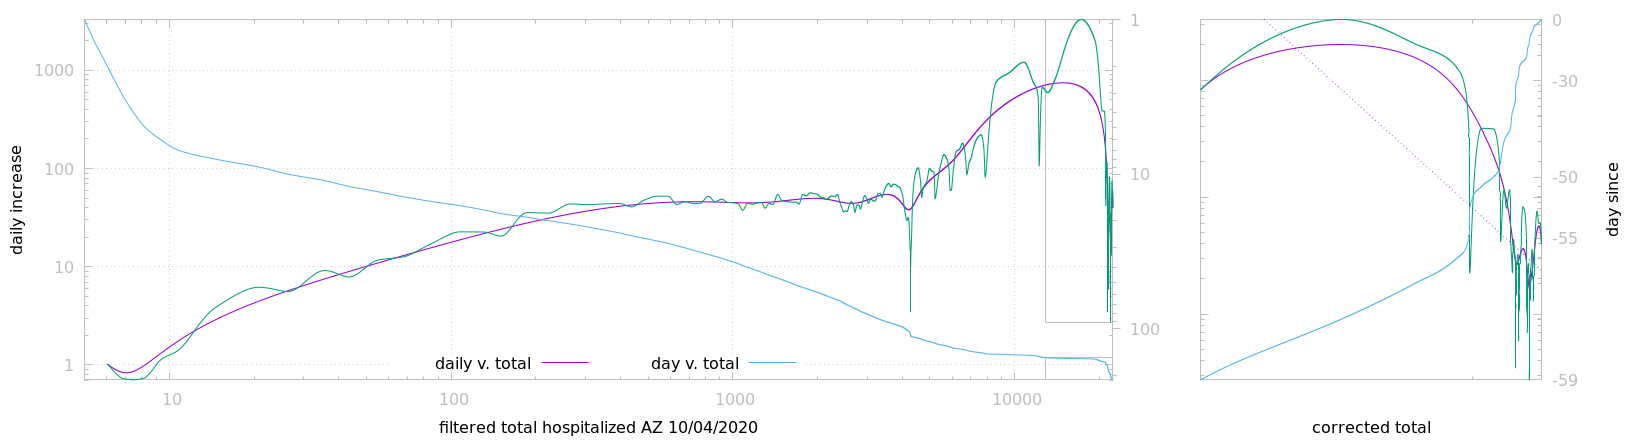 daily increase
1000
100
10
1
10
100
1000
10000
1
10
100
daily v. total
day v. total
filtered total hospitalized AZ 10/04/2020
0
-30
-50
-55
-59
day since
corrected total